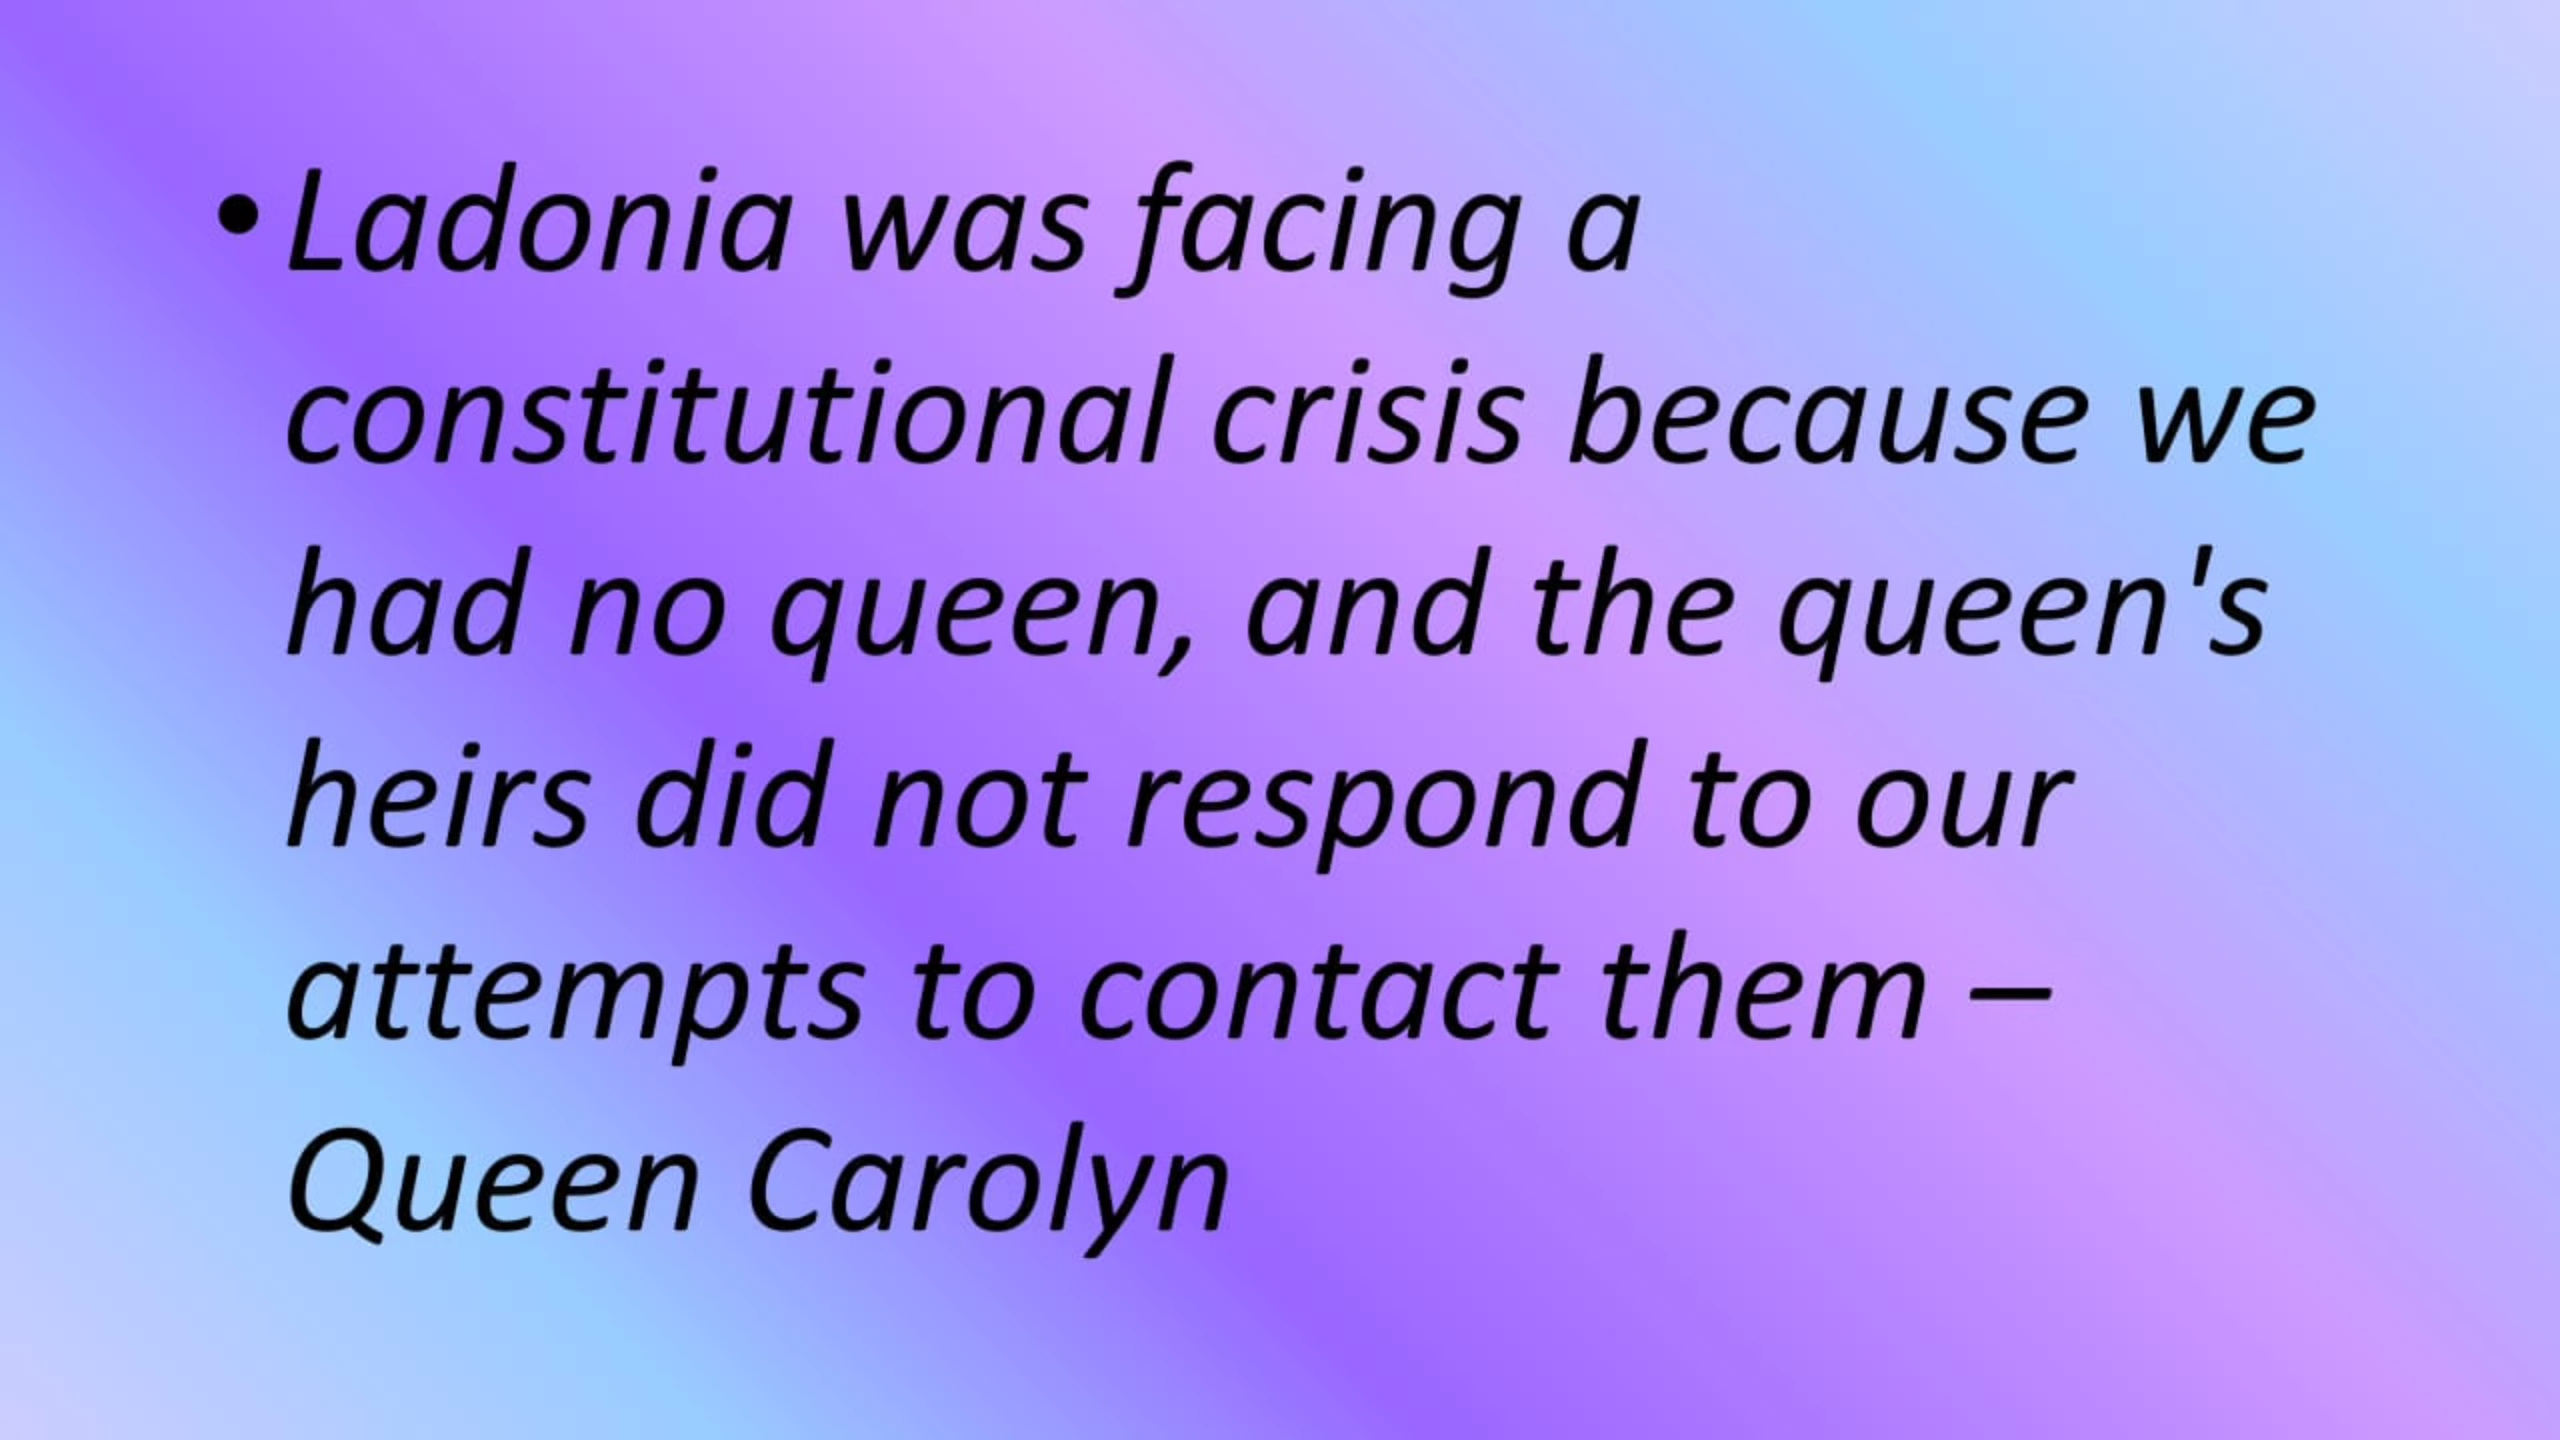 • Ladonia was facing a
constitutional crisis because we
had no queen, and the queen's
heirs did not respond to our
attempts to contact them –
Queen Carolyn